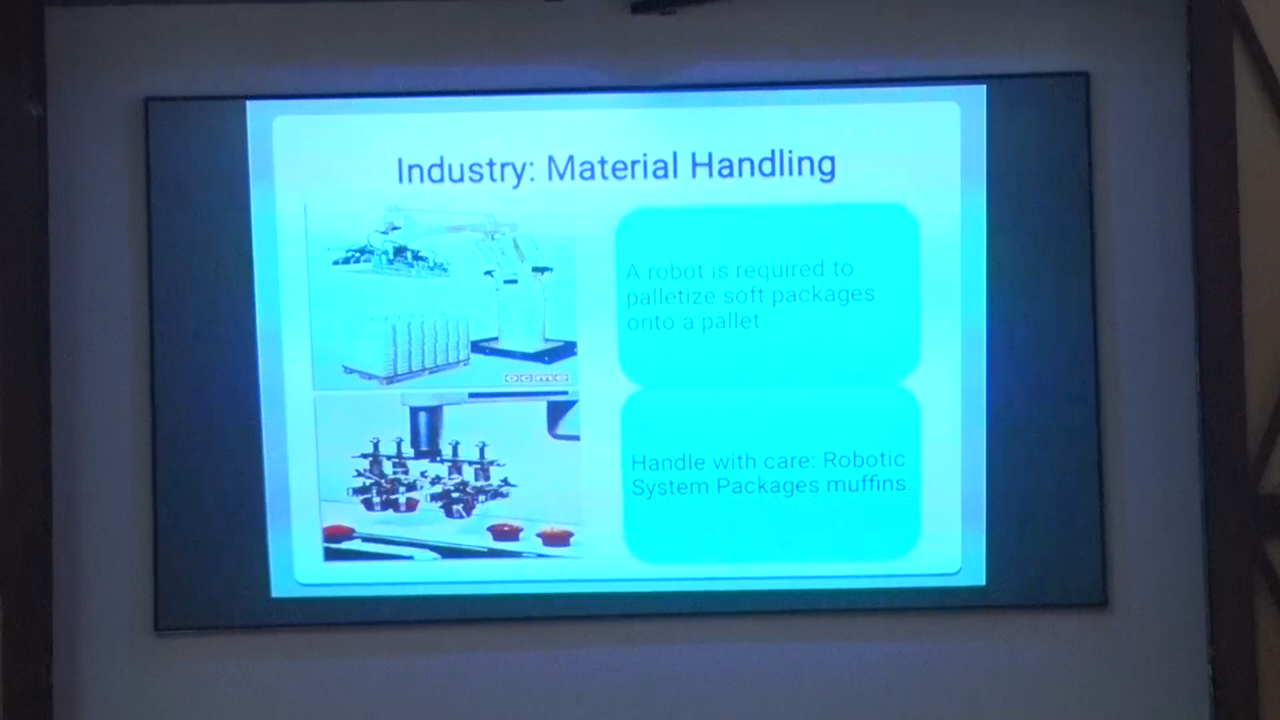 Industry: Material Handling
A robot is required to
palletize soft packages
onto a pallet.
ocme
Handle with care: Robotic
System Packages muffins